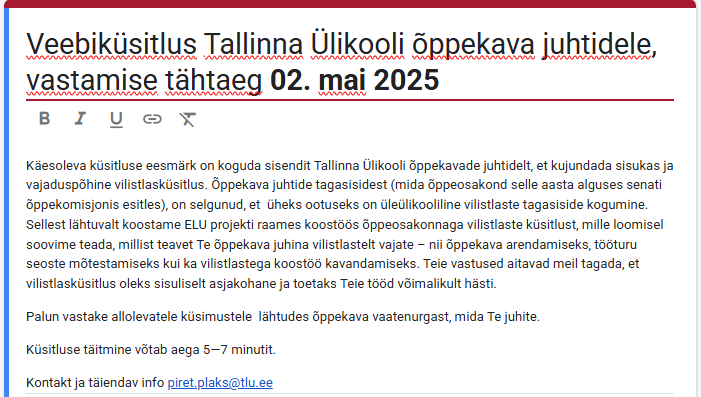 Veebiküsitlus Tallinna Ülikooli õppekava juhtidele,
vastamise tähtaeg 02. mai 2025
B I U
Käesoleva küsitluse eesmärk on koguda sisendit Tallinna Ülikooli õppekavade juhtidelt, et kujundada sisukas ja
vajaduspõhine vilistlasküsitlus. Õppekava juhtide tagasisidest (mida õppeosakond selle aasta alguses senati
õppekomisjonis esitles), on selgunud, et  üheks ootuseks on üleülikooliline vilistlaste tagasiside kogumine.
Sellest lähtuvalt koostame ELU projekti raames koostöös õppeosakonnaga vilistlaste küsitlust, mille loomisel
soovime teada, millist teavet Te õppekava juhina vilistlastelt vajate – nii õppekava arendamiseks, tööturu
seoste mõtestamiseks kui ka vilistlastega koostöö kavandamiseks. Teie vastused aitavad meil tagada, et
vilistlasküsitlus oleks sisuliselt asjakohane ja toetaks Teie tööd võimalikult hästi.
Palun vastake allolevatele küsimustele  lähtudes õppekava vaatenurgast, mida Te juhite.
Küsitluse täitmine võtab aega 5—7 minutit.
Kontakt ja täiendav info piret.plaks@tlu.ee